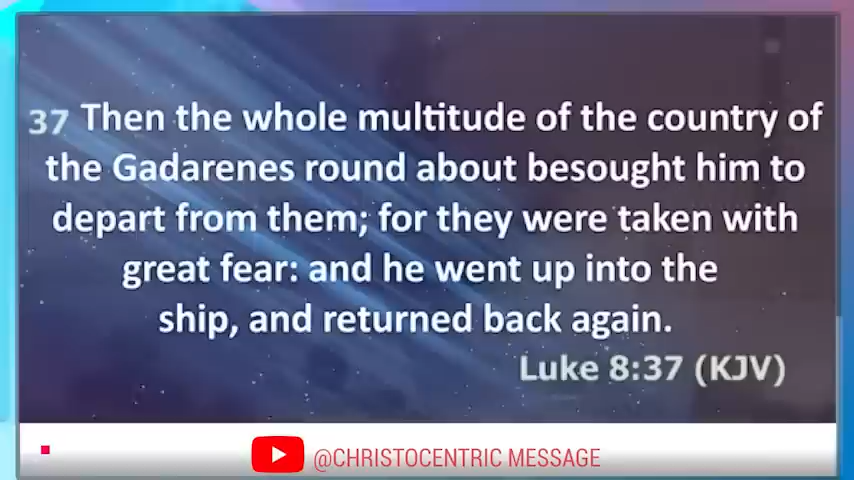 37 Then the whole multitude of the country of
the Gadarenes round about besought him to
depart from them; for they were taken with
great fear: and he went up into the
ship, and returned back again.
Luke 8:37 (KJV)
@CHRISTOCENTRIC MESSAGE